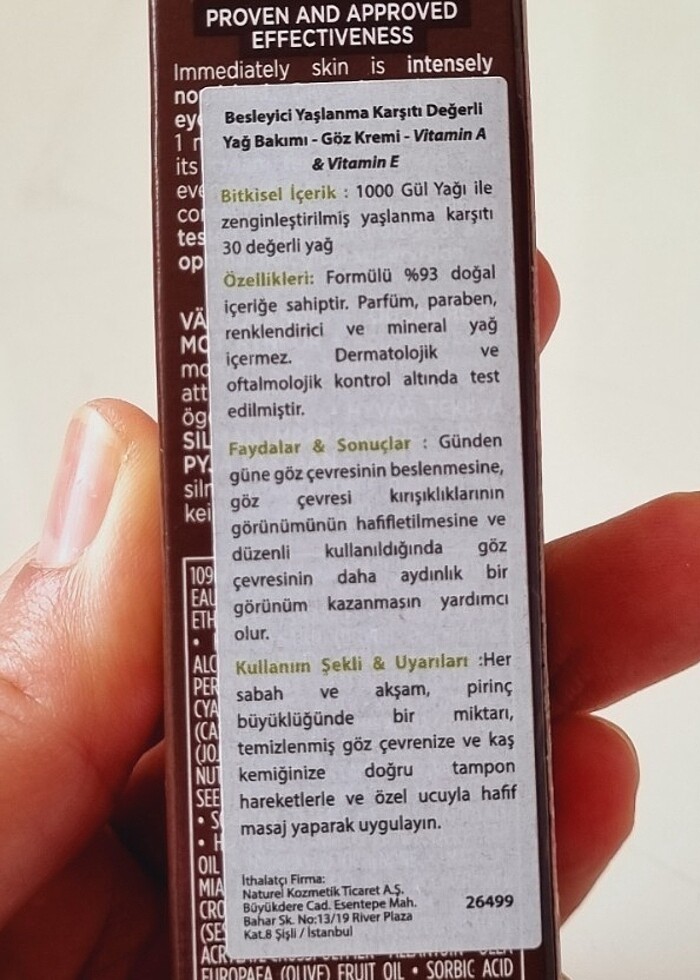 PROVEN AND APPROVED
EFFECTIVENESS
Immediately skin is intensely
Besleyici Yaşlanma Karşıtı Değerli
Yağ Bakımı - Göz Kremi - Vitamin A
& Vitamin E
Bitkisel İçerik : 1000 Gül Yağı ile
zenginleştirilmiş yaşlanma karşıtı
30 değerli yağ
Özellikleri: Formülü %93 doğal
içeriğe sahiptir. Parfüm, paraben,
renklendirici ve mineral yağ
içermez. Dermatolojik ve
oftalmolojik kontrol altında test
edilmiştir.
Faydalar & Sonuçlar : Günden
güne göz çevresinin beslenmesine,
göz çevresi kırışıklıklarının
görünümünün hafifletilmesine ve
düzenli kullanıldığında göz
çevresinin daha aydınlık bir
görünüm kazanmasın yardımcı
olur.
Kullanım Şekli & Uyarıları :Her
sabah ve akşam, pirinç
büyüklüğünde bir miktarı,
temizlenmiş göz çevrenize ve kaş
kemiğinize doğru tampon
hareketlerle ve özel ucuyla hafif
masaj yaparak uygulayın.
İthalatçı Firma:
Naturel Kozmetik Ticaret A.Ş.
Büyükdere Cad. Esentepe Mah.
Bahar Sk. No:13/19 River Plaza
Kat.8 Şişli / İstanbul
26499
EUROPAEA (OLIVE) FRUIT OIL • SORBIC ACID